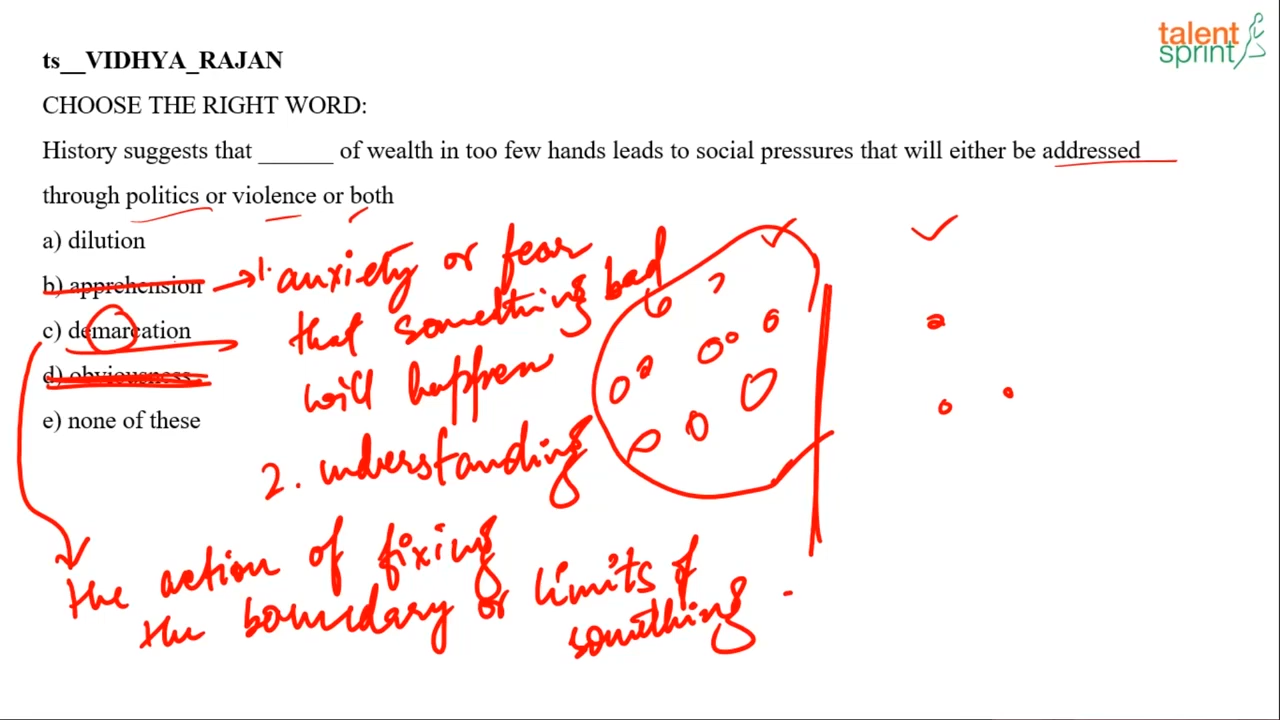 talent
sprint
ts__VIDHYA_RAJAN
CHOOSE THE RIGHT WORD:
History suggests that ______ of wealth in too few hands leads to social pressures that will either be addressed
through politics or violence or both
a) dilution
b) apprehension
c) demarcation
d) obviousness
e) none of these
1. anxiety or fear
that something bad
will happen
2. understanding
the action of fixing
the boundary or limits of
something.